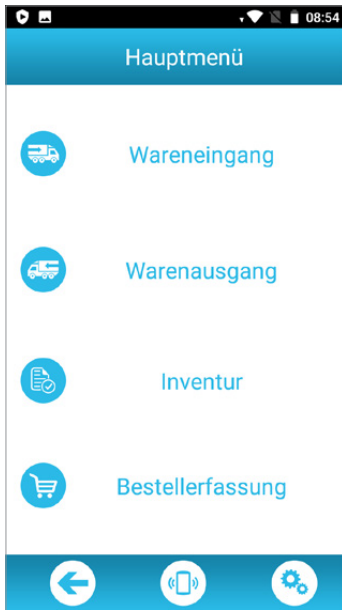 08:54
Hauptmenü
Wareneingang
Warenausgang
Inventur
Bestellerfassung